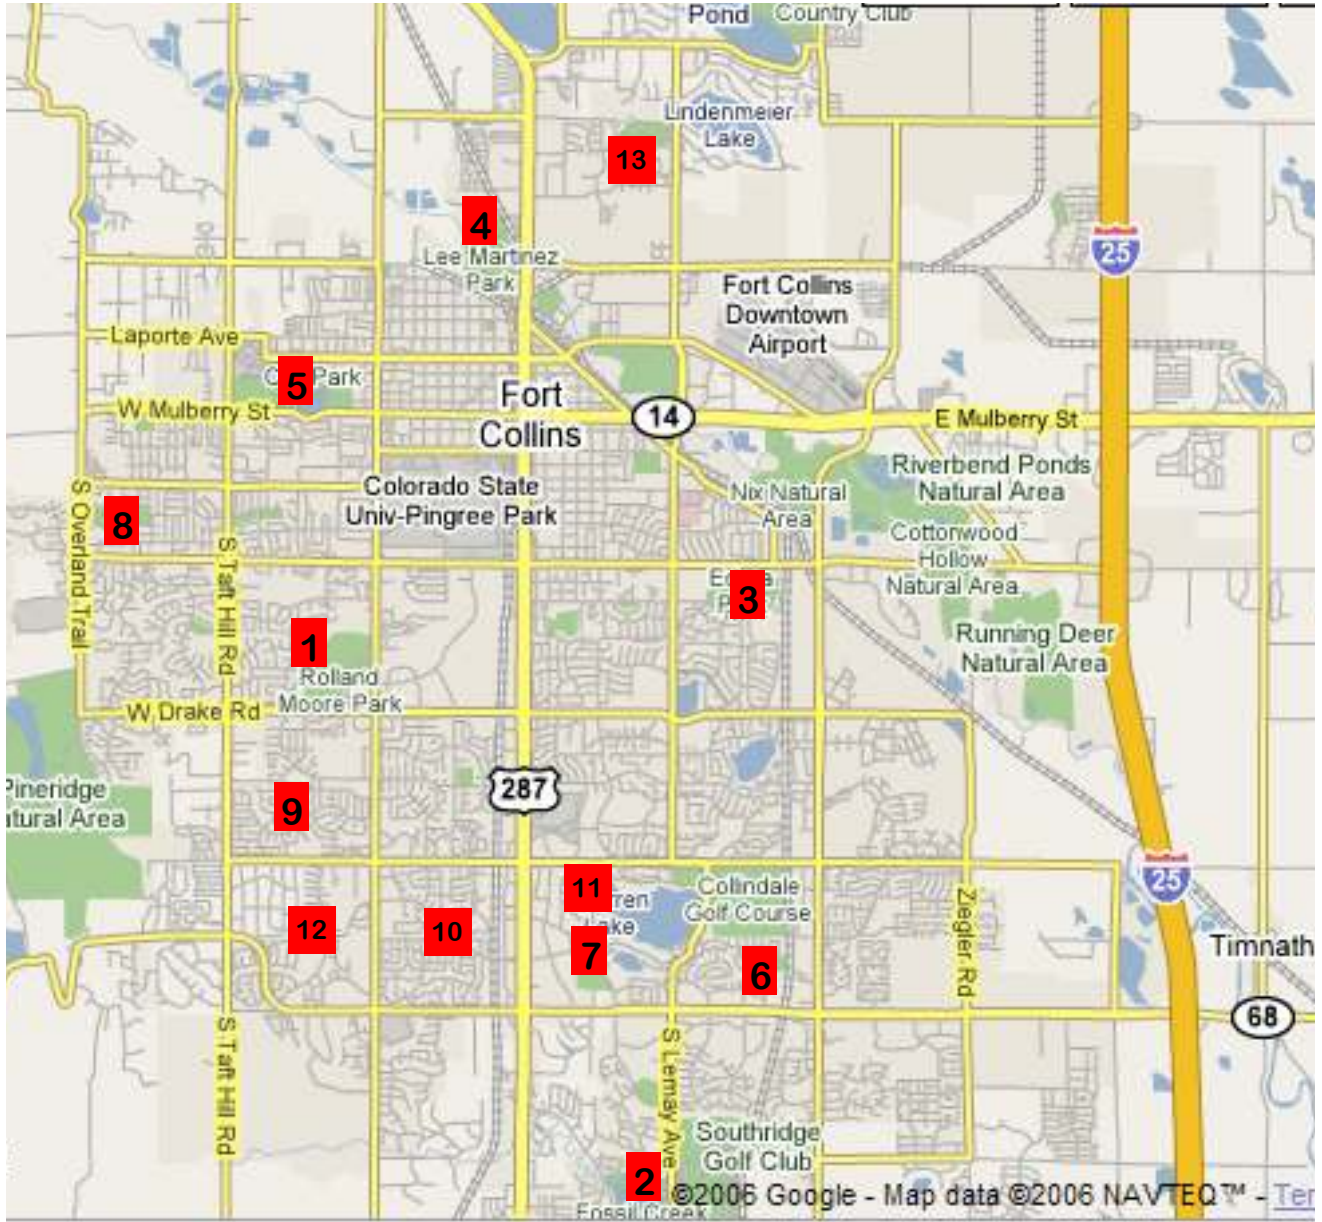 Pond
Country Club
Lindenmeier
Lake
13
4
Lee Martinez
Park
25
Fort Collins
Downtown
Airport
Laporte Ave
5
Park
W Mulberry St
Fort
Collins
14
E Mulberry St
Riverbend Ponds
Natural Area
Colorado State
Univ-Pingree Park
Nix Natural
Area
S Overland Trail
8
S Taft Hill Rd
Cottonwood
Hollow
Natural Area
3
1
Rolland
Moore Park
Running Deer
Natural Area
W Drake Rd
Pineridge
9
287
11
Lake
Collindale
Golf Course
25
12
10
7
6
Ziegler Rd
Timnath
68
S Taft Hill Rd
S Lemay Ave
Southridge
Golf Club
2
Fossil Creek
©2006 Google - Map data ©2006 NAVTEQ™ - Ter